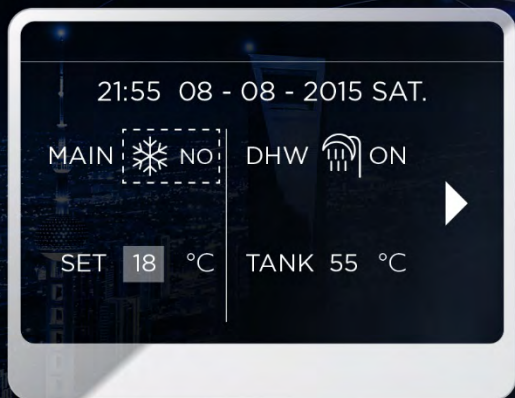 21:55 08 - 08 - 2015 SAT.
MAIN NO DHW ON
SET 18 °C TANK 55 °C